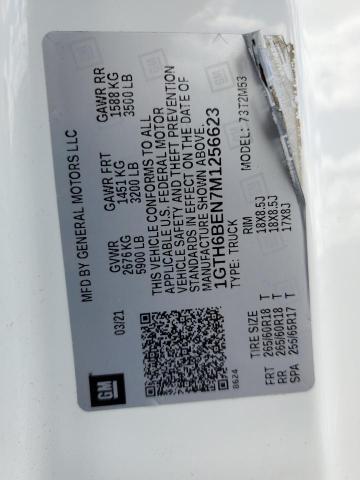 MFD BY GENERAL MOTORS LLC
03/21
GVWR GAWR FRT GAWR RR
2676 KG 1451 KG 1588 KG
5900 LB 3200 LB 3500 LB
THIS VEHICLE CONFORMS TO ALL
APPLICABLE U.S. FEDERAL MOTOR
VEHICLE SAFETY AND THEFT PREVENTION
STANDARDS IN EFFECT ON THE DATE OF
MANUFACTURE SHOWN ABOVE.
1GTH6BEN7M1256623
TYPE: TRUCK MODEL: 73T2M53
TIRE SIZE RIM
FRT 265/60R18 T 18X8.5J
RR 265/60R18 T 18X8.5J
SPA 255/65R17 T 17X8J
8624
GM